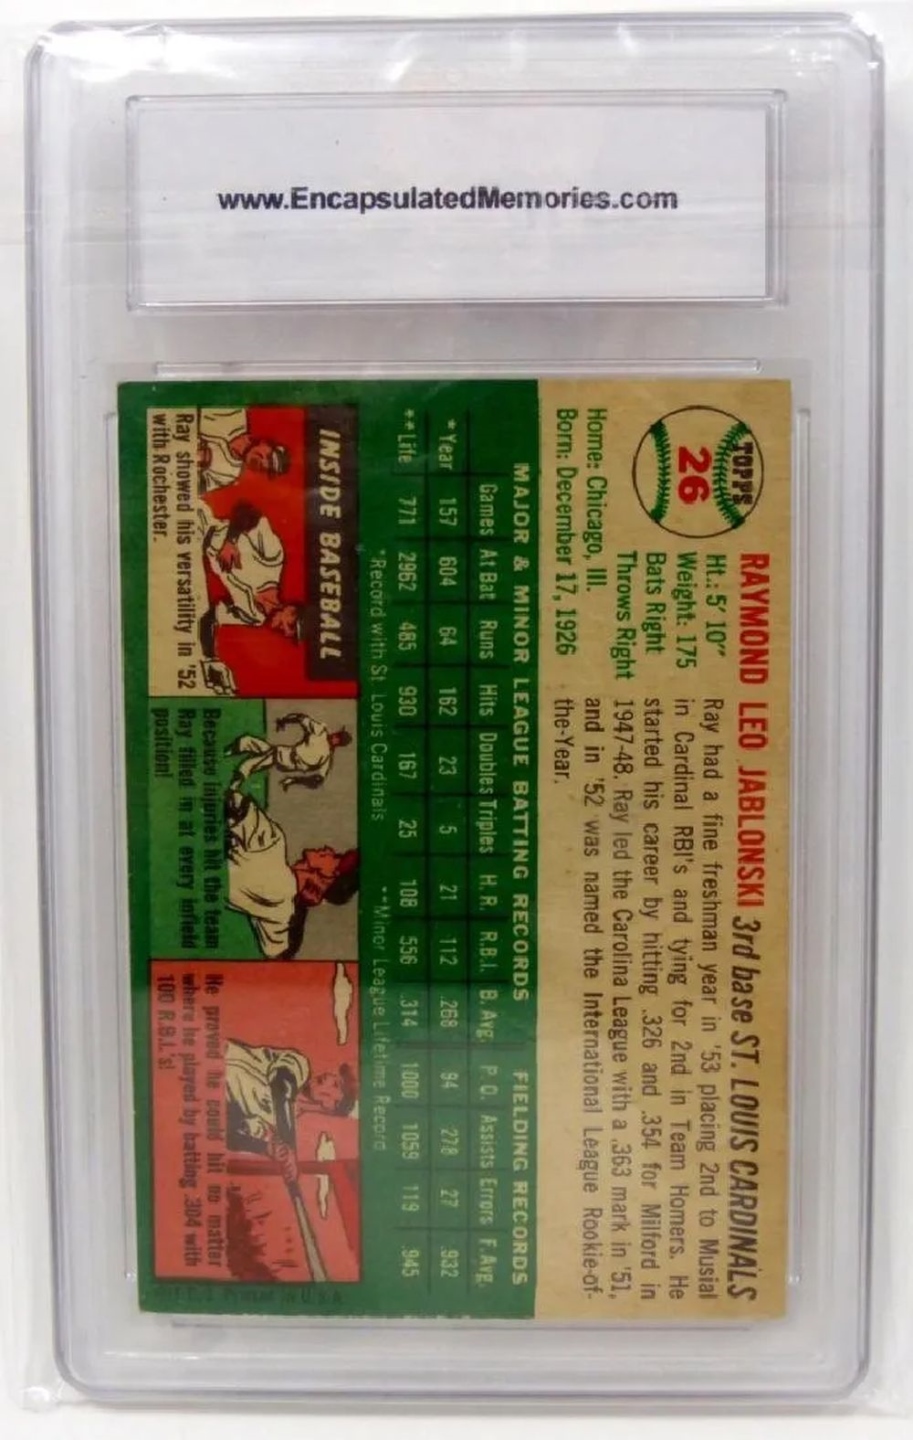 www.EncapsulatedMemories.com
TOPPS
26
RAYMOND LEO JABLONSKI 3rd base ST. LOUIS CARDINALS
Ht.: 5' 10"
Weight: 175
Bats Right
Throws Right
Home: Chicago, Ill.
Born: December 17, 1926
Ray had a fine freshman year in '53 placing 2nd to Musial
in Cardinal RBI's and tying for 2nd in Team Homers. He
started his career by hitting .326 and .354 for Milford in
1947-48. Ray led the Carolina League with a .363 mark in '51,
and in '52 was named the International League Rookie-of-
the-Year.
MAJOR & MINOR LEAGUE BATTING RECORDS FIELDING RECORDS
Games At Bat Runs Hits Doubles Triples H.R. R.B.I. B. Avg. P.O. Assists Errors F. Avg.
*Year 157 604 64 162 23 5 21 112 .268 94 278 27 .932
**Life 771 2962 485 930 167 25 108 556 .314 1000 1059 119 .945
*Record with St. Louis Cardinals **Minor League Lifetime Record
INSIDE BASEBALL
Ray showed his versatility in '52
with Rochester.
Because injuries hit the team
Ray filled in at every infield
position!
He proved he could hit no matter
where he played by batting .304 with
100 R.B.I.'s!
IN U.S.A.